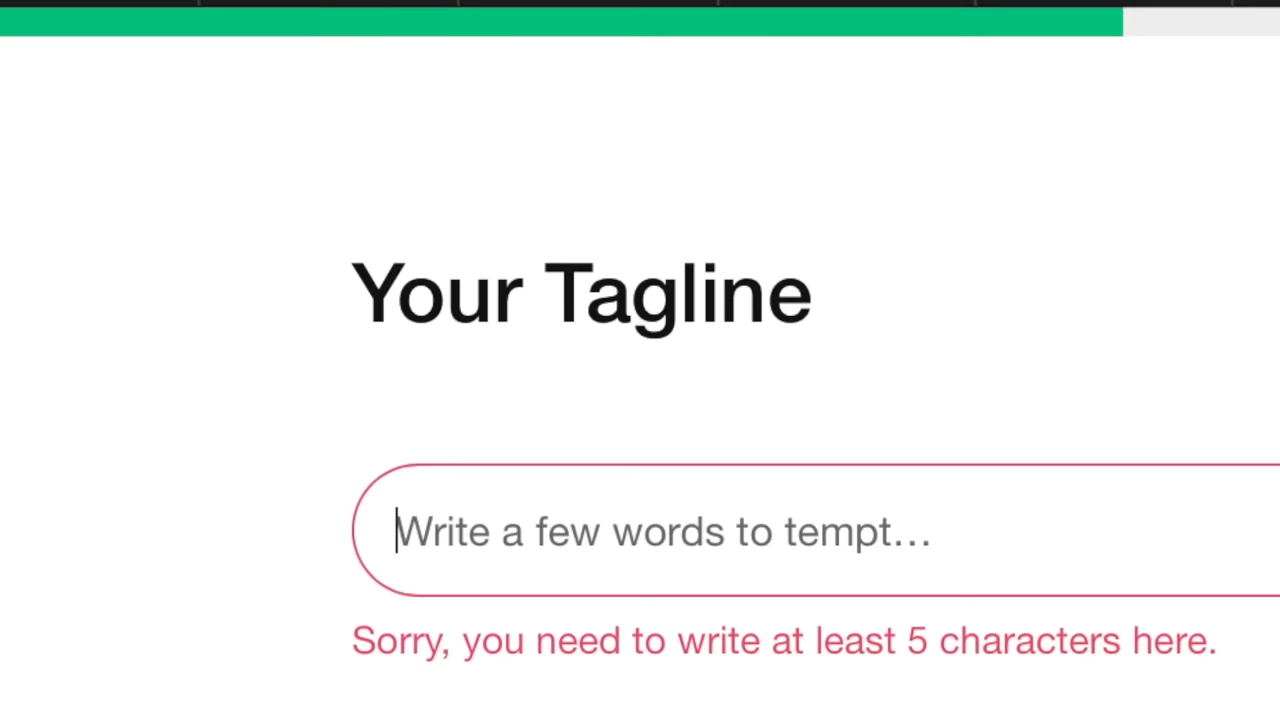 Your Tagline
Write a few words to tempt…
Sorry, you need to write at least 5 characters here.